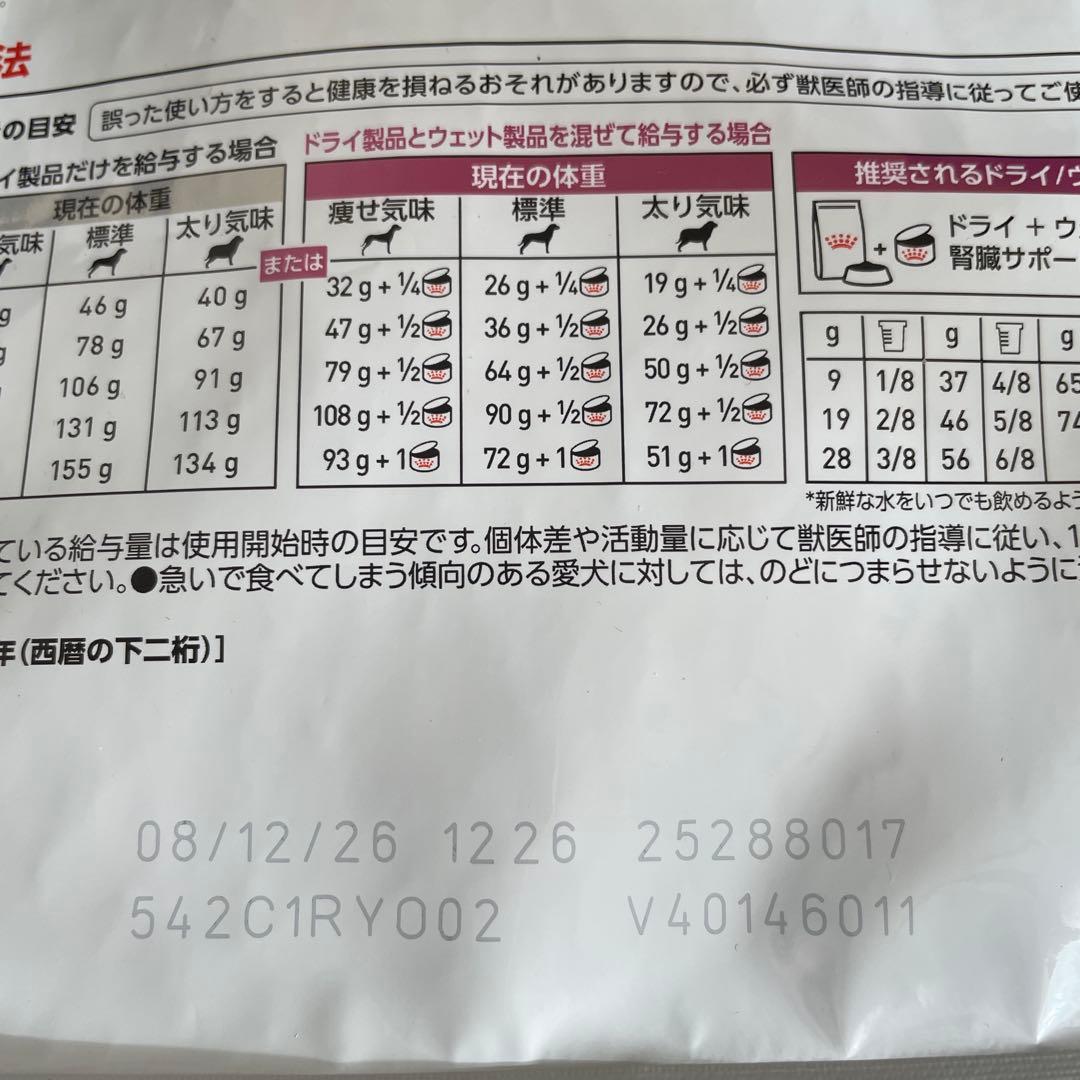 法
の目安 誤った使い方をすると健康を損ねるおそれがありますので、必ず獣医師の指導に従ってご使
イ製品だけを給与する場合
現在の体重
気味 標準 太り気味
g 46 g 40 g
g 78 g 67 g
106 g 91 g
131 g 113 g
155 g 134 g
または
ドライ製品とウェット製品を混ぜて給与する場合
現在の体重
痩せ気味 標準 太り気味
32 g + ¼ 26 g + ¼ 19 g + ¼
47 g + ½ 36 g + ½ 26 g + ½
79 g + ½ 64 g + ½ 50 g + ½
108 g + ½ 90 g + ½ 72 g + ½
93 g + 1 72 g + 1 51 g + 1
推奨されるドライ/ウ
ドライ + ウェ
+ 腎臓サポー
g g g
9 1/8 37 4/8 65
19 2/8 46 5/8 74
28 3/8 56 6/8
*新鮮な水をいつでも飲めるよう
ている給与量は使用開始時の目安です。個体差や活動量に応じて獣医師の指導に従い、1
てください。●急いで食べてしまう傾向のある愛犬に対しては、のどにつまらせないように
年(西暦の下二桁)]
08/12/26 1226 25288017
542C1RYO02 V40146011